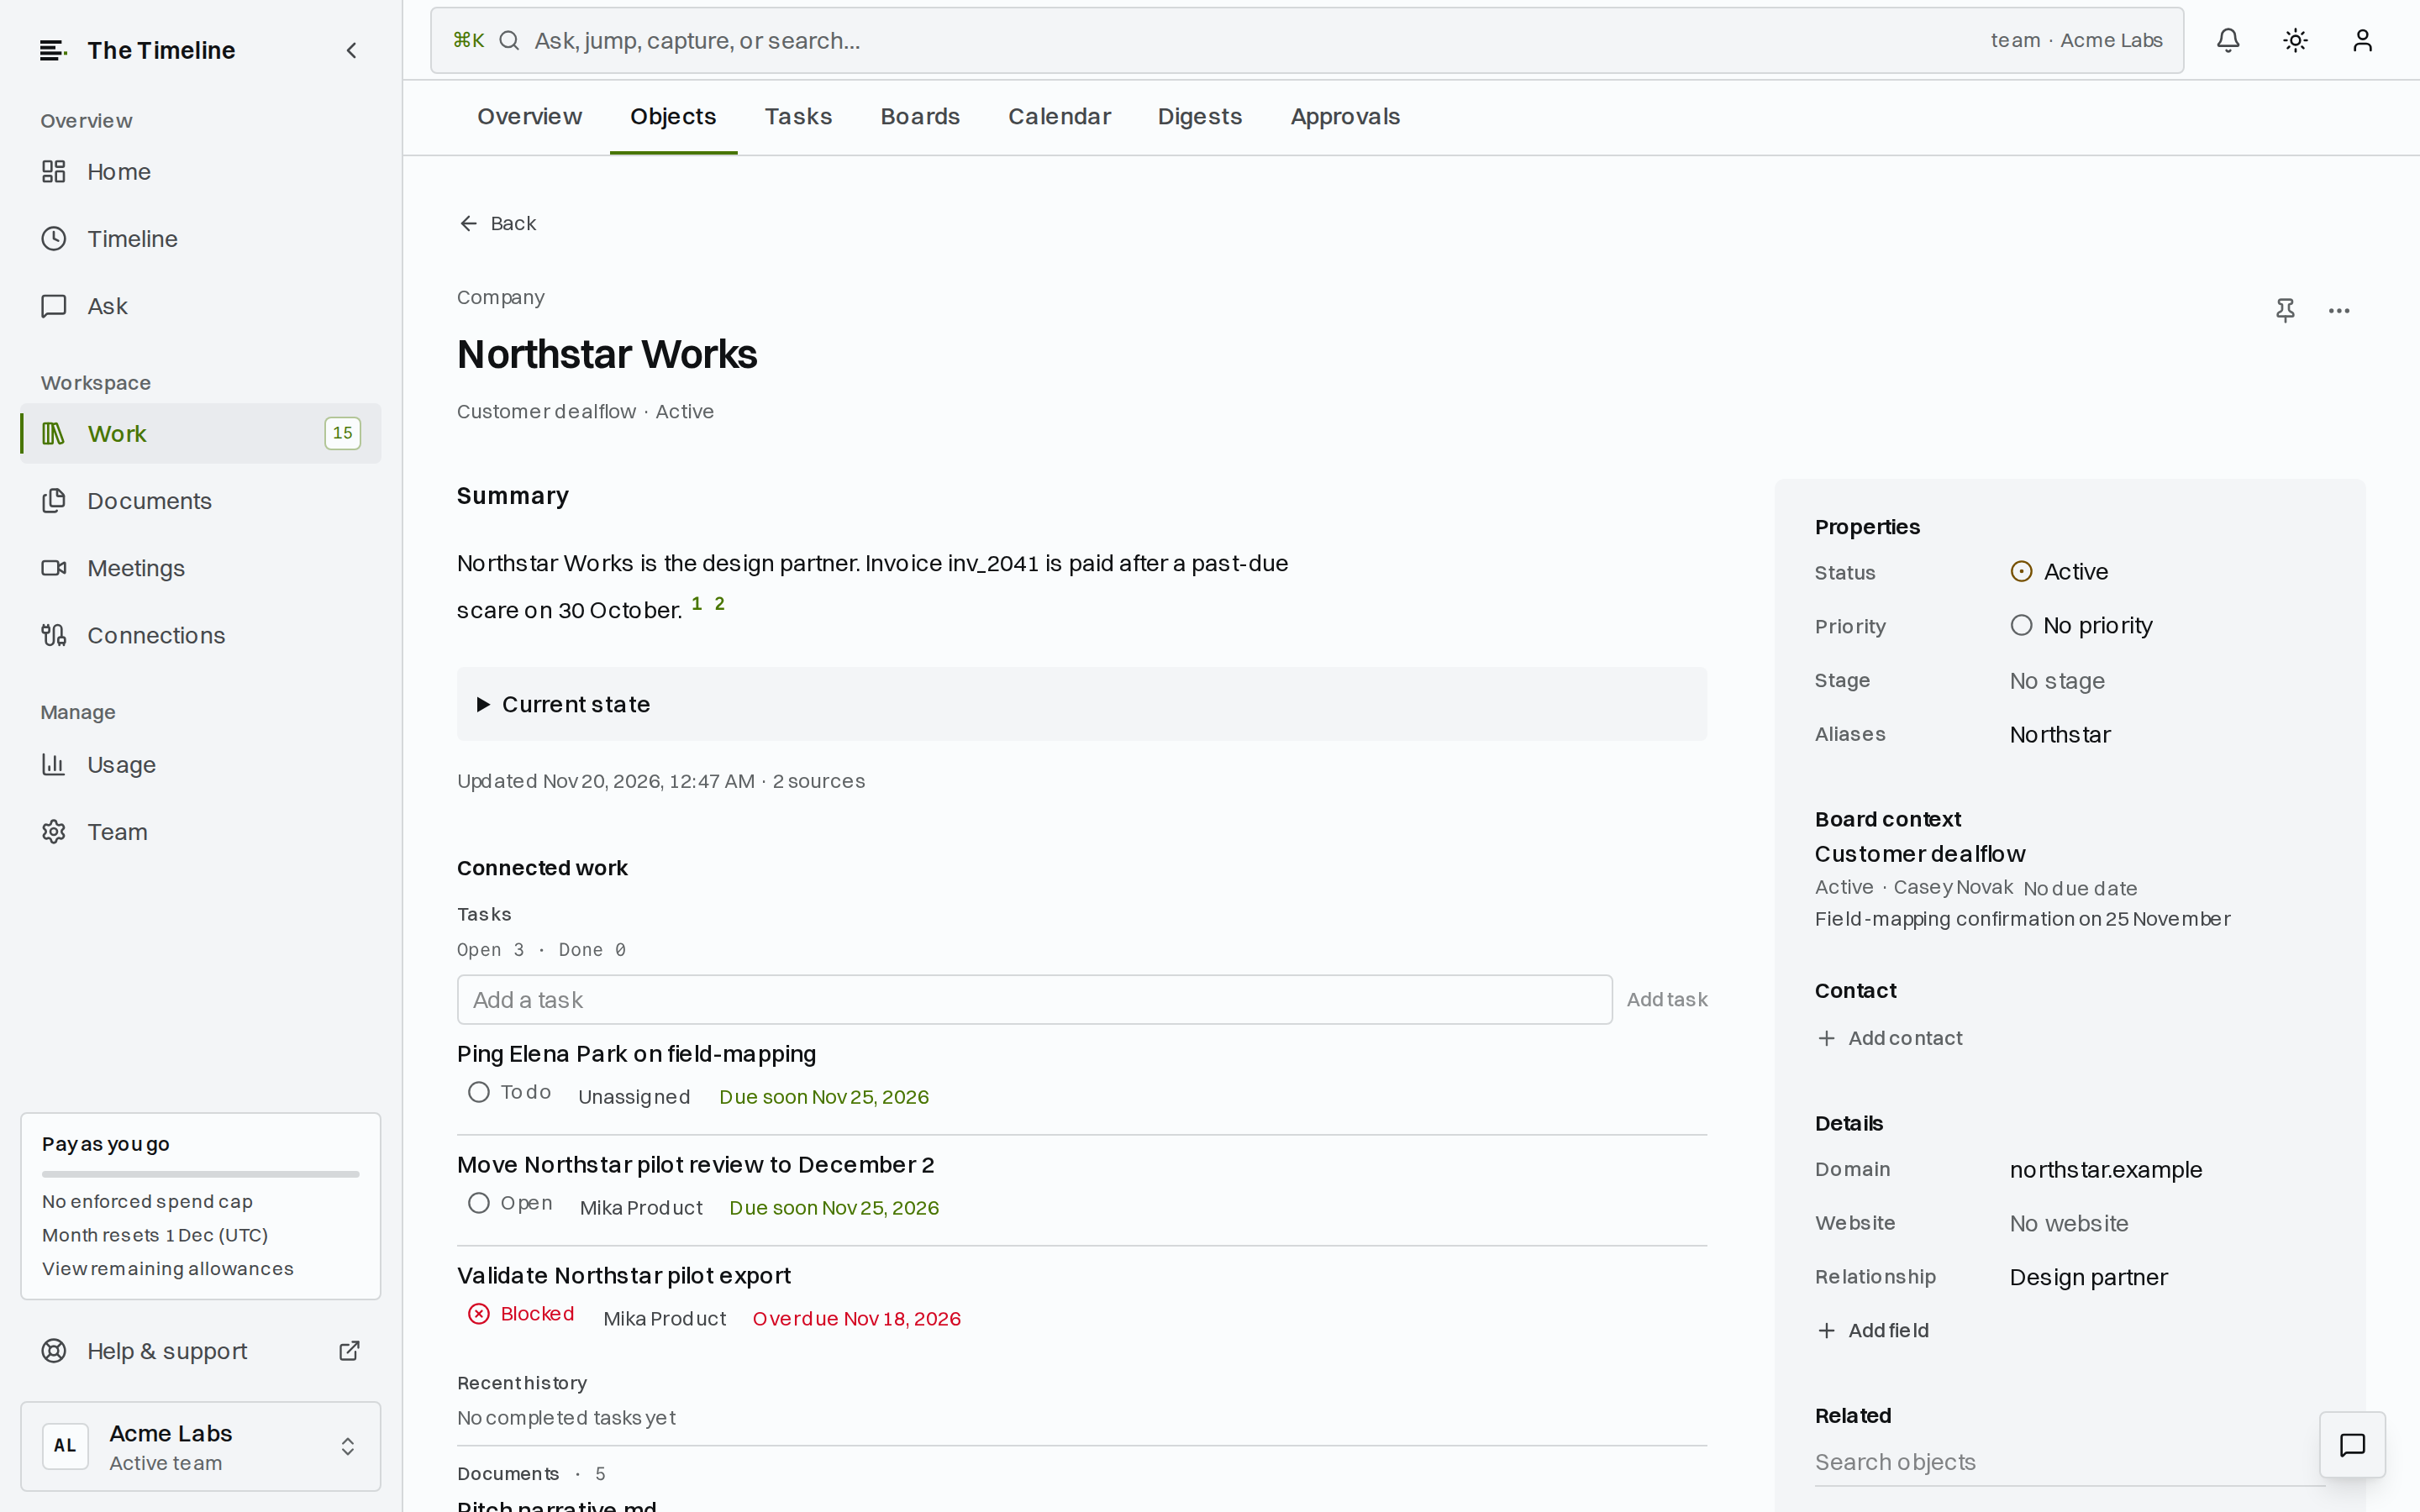 The Timeline
Overview
Home
Timeline
Ask
Workspace
Work 15
Documents
Meetings
Connections
Manage
Usage
Team
Pay as you go
No enforced spend cap
Month resets 1 Dec (UTC)
View remaining allowances
Help & support
AL
Acme Labs
Active team
⌘K Ask, jump, capture, or search... team · Acme Labs
Overview Objects Tasks Boards Calendar Digests Approvals
Back
Company
Northstar Works
Customer dealflow · Active
Summary
Northstar Works is the design partner. Invoice inv_2041 is paid after a past-due
scare on 30 October. 1 2
Current state
Updated Nov 20, 2026, 12:47 AM · 2 sources
Connected work
Tasks
Open 3 · Done 0
Add a task Add task
Ping Elena Park on field-mapping
To do Unassigned Due soon Nov 25, 2026
Move Northstar pilot review to December 2
Open Mika Product Due soon Nov 25, 2026
Validate Northstar pilot export
Blocked Mika Product Overdue Nov 18, 2026
Recent history
No completed tasks yet
Documents · 5
Pitch narrative.md
Properties
Status Active
Priority No priority
Stage No stage
Aliases Northstar
Board context
Customer dealflow
Active · Casey Novak No due date
Field-mapping confirmation on 25 November
Contact
Add contact
Details
Domain northstar.example
Website No website
Relationship Design partner
Add field
Related
Search objects